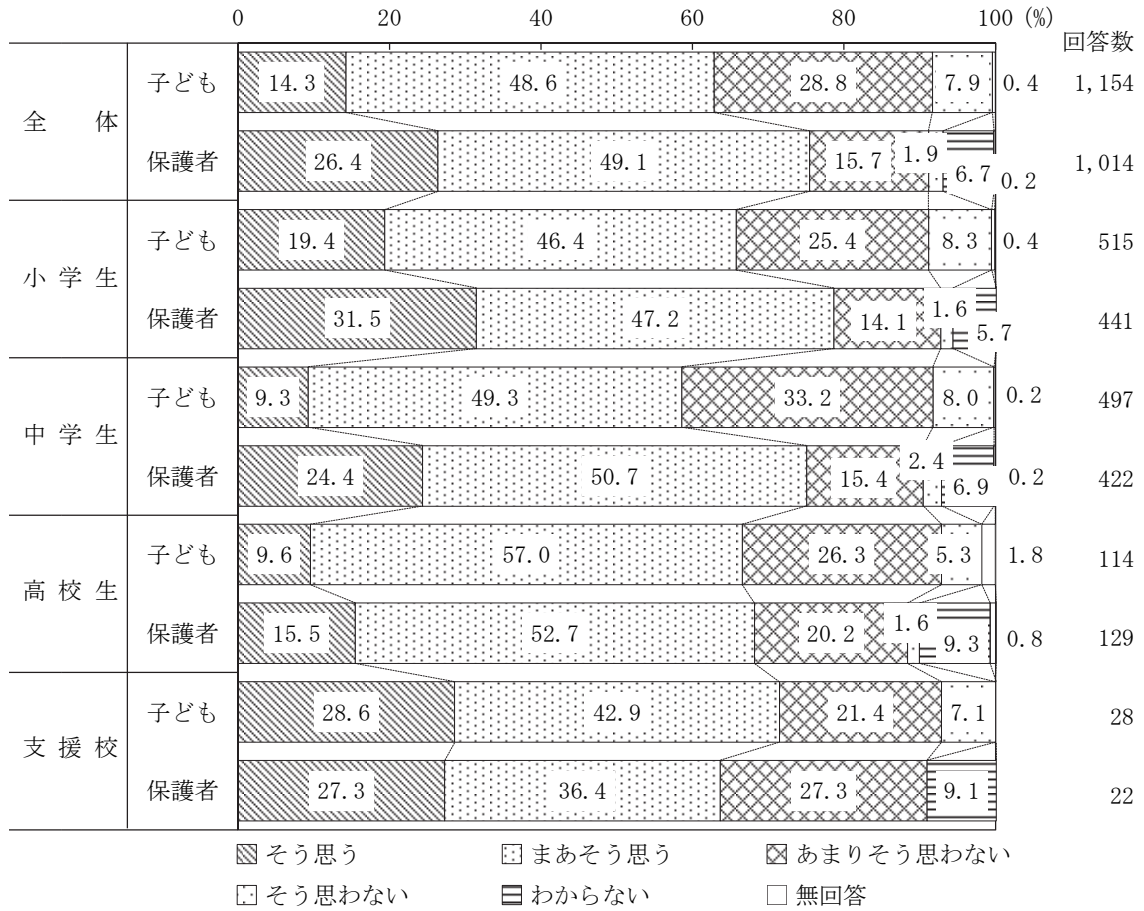 0 20 40 60 80 100 (%)
回答数
全体
子ども 14.3 48.6 28.8 7.9 0.4 1,154
保護者 26.4 49.1 15.7 1.9 6.7 0.2 1,014
小学生
子ども 19.4 46.4 25.4 8.3 0.4 515
保護者 31.5 47.2 14.1 1.6 5.7 441
中学生
子ども 9.3 49.3 33.2 8.0 0.2 497
保護者 24.4 50.7 15.4 2.4 6.9 0.2 422
高校生
子ども 9.6 57.0 26.3 5.3 1.8 114
保護者 15.5 52.7 20.2 1.6 9.3 0.8 129
支援校
子ども 28.6 42.9 21.4 7.1 28
保護者 27.3 36.4 27.3 9.1 22
そう思う まあそう思う あまりそう思わない
そう思わない わからない 無回答